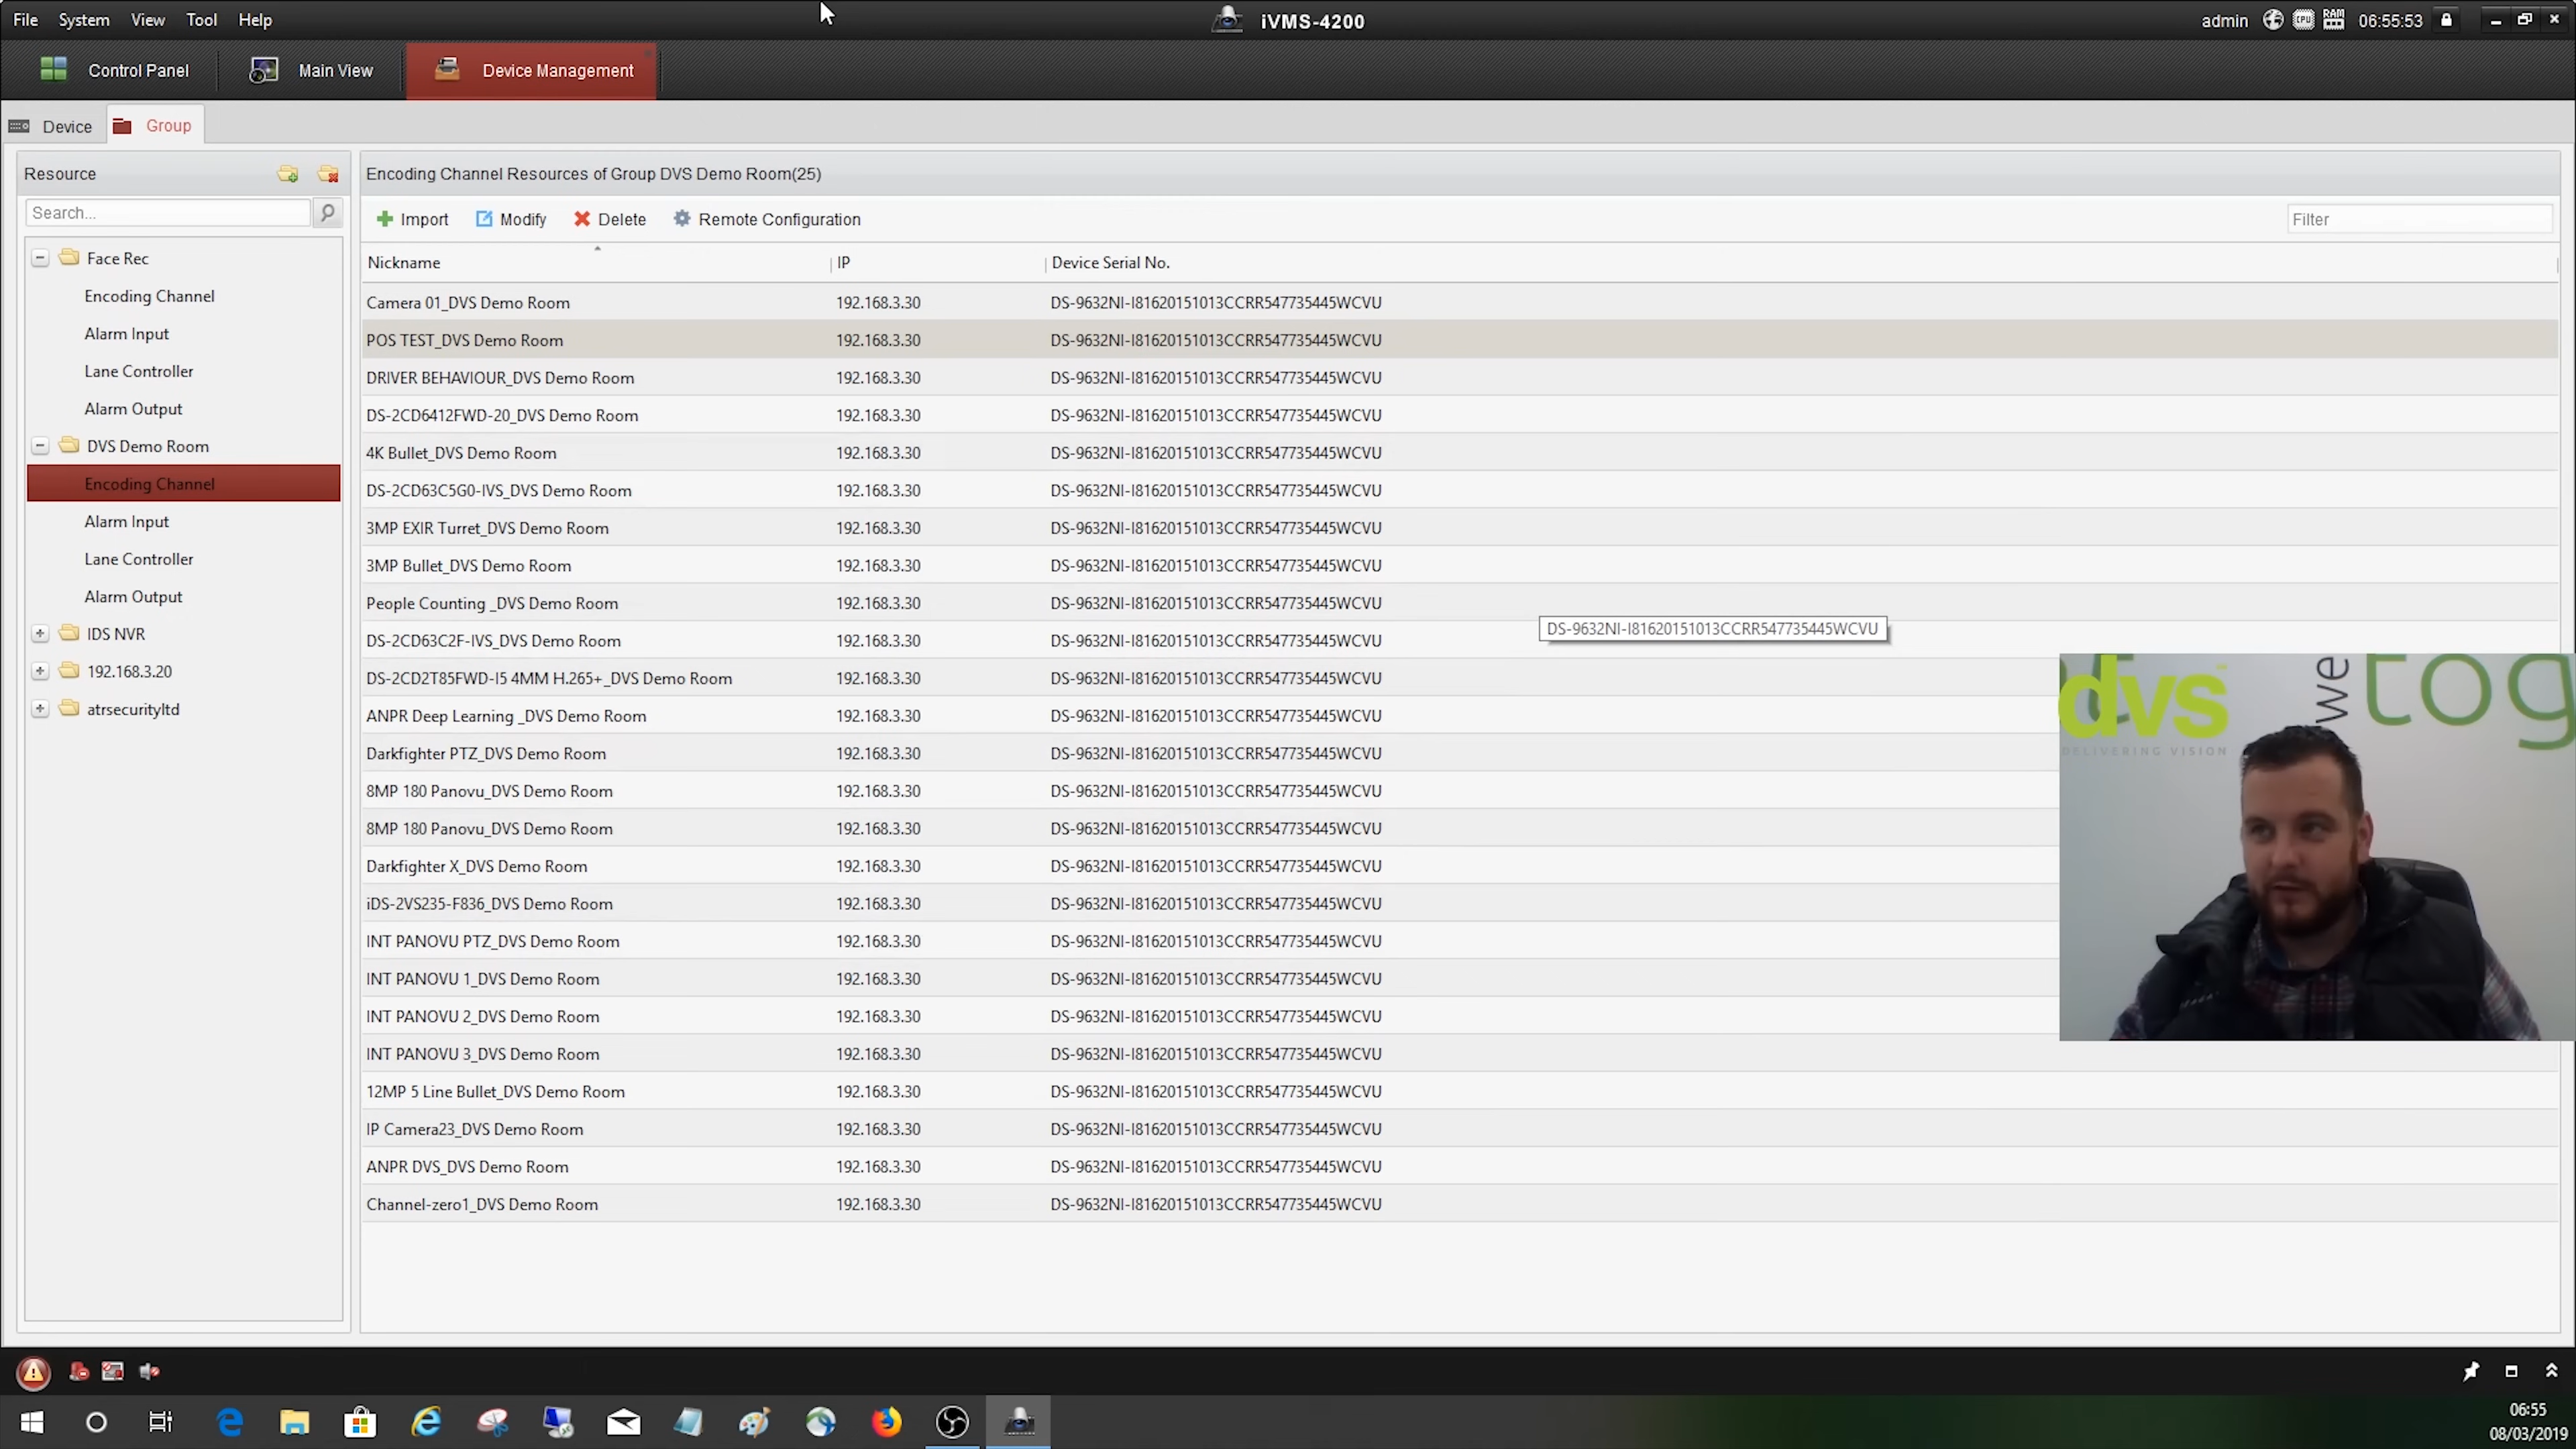 File System View Tool Help
iVMS-4200
admin CPU RAM 06:55:53
Control Panel Main View Device Management
Device Group
Resource
Search...
Face Rec
Encoding Channel
Alarm Input
Lane Controller
Alarm Output
DVS Demo Room
Encoding Channel
Alarm Input
Lane Controller
Alarm Output
IDS NVR
192.168.3.20
atrsecurityltd
Encoding Channel Resources of Group DVS Demo Room(25)
Import Modify Delete Remote Configuration Filter
Nickname IP Device Serial No.
Camera 01_DVS Demo Room 192.168.3.30 DS-9632NI-I81620151013CCRR547735445WCVU
POS TEST_DVS Demo Room 192.168.3.30 DS-9632NI-I81620151013CCRR547735445WCVU
DRIVER BEHAVIOUR_DVS Demo Room 192.168.3.30 DS-9632NI-I81620151013CCRR547735445WCVU
DS-2CD6412FWD-20_DVS Demo Room 192.168.3.30 DS-9632NI-I81620151013CCRR547735445WCVU
4K Bullet_DVS Demo Room 192.168.3.30 DS-9632NI-I81620151013CCRR547735445WCVU
DS-2CD63C5G0-IVS_DVS Demo Room 192.168.3.30 DS-9632NI-I81620151013CCRR547735445WCVU
3MP EXIR Turret_DVS Demo Room 192.168.3.30 DS-9632NI-I81620151013CCRR547735445WCVU
3MP Bullet_DVS Demo Room 192.168.3.30 DS-9632NI-I81620151013CCRR547735445WCVU
People Counting _DVS Demo Room 192.168.3.30 DS-9632NI-I81620151013CCRR547735445WCVU
DS-2CD63C2F-IVS_DVS Demo Room 192.168.3.30 DS-9632NI-I81620151013CCRR547735445WCVU
DS-2CD2T85FWD-I5 4MM H.265+_DVS Demo Room 192.168.3.30 DS-9632NI-I81620151013CCRR547735445WCVU
ANPR Deep Learning _DVS Demo Room 192.168.3.30 DS-9632NI-I81620151013CCRR547735445WCVU
Darkfighter PTZ_DVS Demo Room 192.168.3.30 DS-9632NI-I81620151013CCRR547735445WCVU
8MP 180 Panovu_DVS Demo Room 192.168.3.30 DS-9632NI-I81620151013CCRR547735445WCVU
8MP 180 Panovu_DVS Demo Room 192.168.3.30 DS-9632NI-I81620151013CCRR547735445WCVU
Darkfighter X_DVS Demo Room 192.168.3.30 DS-9632NI-I81620151013CCRR547735445WCVU
iDS-2VS235-F836_DVS Demo Room 192.168.3.30 DS-9632NI-I81620151013CCRR547735445WCVU
INT PANOVU PTZ_DVS Demo Room 192.168.3.30 DS-9632NI-I81620151013CCRR547735445WCVU
INT PANOVU 1_DVS Demo Room 192.168.3.30 DS-9632NI-I81620151013CCRR547735445WCVU
INT PANOVU 2_DVS Demo Room 192.168.3.30 DS-9632NI-I81620151013CCRR547735445WCVU
INT PANOVU 3_DVS Demo Room 192.168.3.30 DS-9632NI-I81620151013CCRR547735445WCVU
12MP 5 Line Bullet_DVS Demo Room 192.168.3.30 DS-9632NI-I81620151013CCRR547735445WCVU
IP Camera23_DVS Demo Room 192.168.3.30 DS-9632NI-I81620151013CCRR547735445WCVU
ANPR DVS_DVS Demo Room 192.168.3.30 DS-9632NI-I81620151013CCRR547735445WCVU
Channel-zero1_DVS Demo Room 192.168.3.30 DS-9632NI-I81620151013CCRR547735445WCVU
DS-9632NI-I81620151013CCRR547735445WCVU
dvs
DELIVERING VISION
we
tog
06:55
08/03/2019